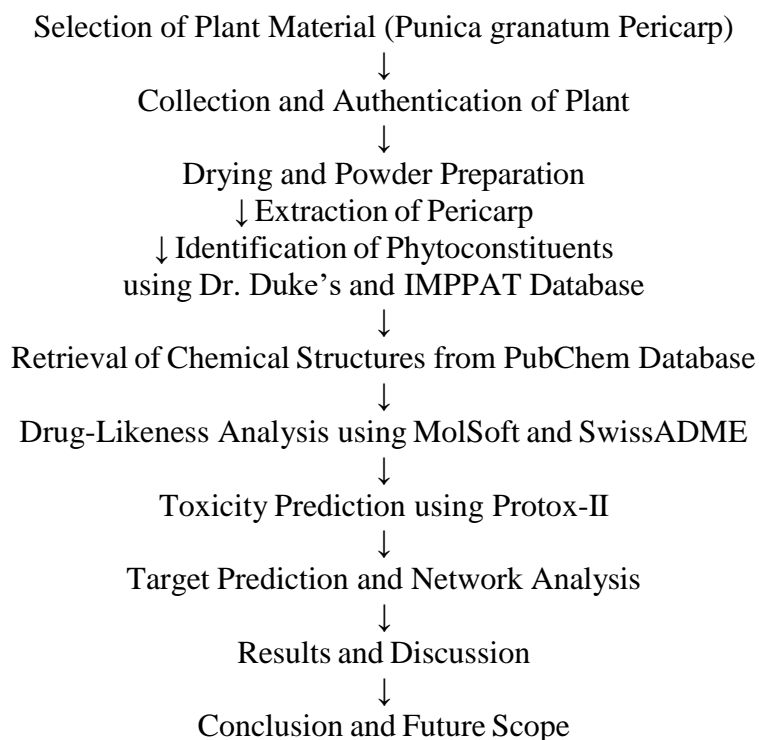 Selection of Plant Material (Punica granatum Pericarp)
↓
Collection and Authentication of Plant
↓
Drying and Powder Preparation
↓ Extraction of Pericarp
↓ Identification of Phytoconstituents
using Dr. Duke’s and IMPPAT Database
↓
Retrieval of Chemical Structures from PubChem Database
↓
Drug-Likeness Analysis using MolSoft and SwissADME
↓
Toxicity Prediction using Protox-II
↓
Target Prediction and Network Analysis
↓
Results and Discussion
↓
Conclusion and Future Scope